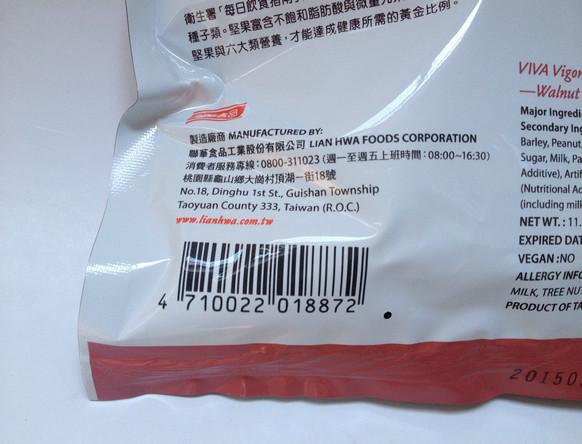 衛生署「每日飲食指南
種子類。堅果富含不飽和脂肪酸與微量元
堅果與六大類營養，才能達成健康所需的黃金比例。
製造廠商 MANUFACTURED BY:
聯華食品工業股份有限公司 LIAN HWA FOODS CORPORATION
消費者服務專線:0800-311023 (週一至週五上班時間:08:00~16:30)
桃園縣龜山鄉大崗村頂湖一街18號
No.18, Dinghu 1st St., Guishan Township
Taoyuan County 333, Taiwan (R.O.C.)
www.lianhwa.com.tw
4 710022 018872
VIVA Vigor
—Walnut
Major Ingredi
Secondary In
Barley, Peanut
Sugar, Milk, Pa
Additive), Artif
(Nutritional Ad
(including milk
NET WT. : 11.
EXPIRED DAT
VEGAN :NO
ALLERGY INFO
MILK, TREE NU
PRODUCT OF TA
20150